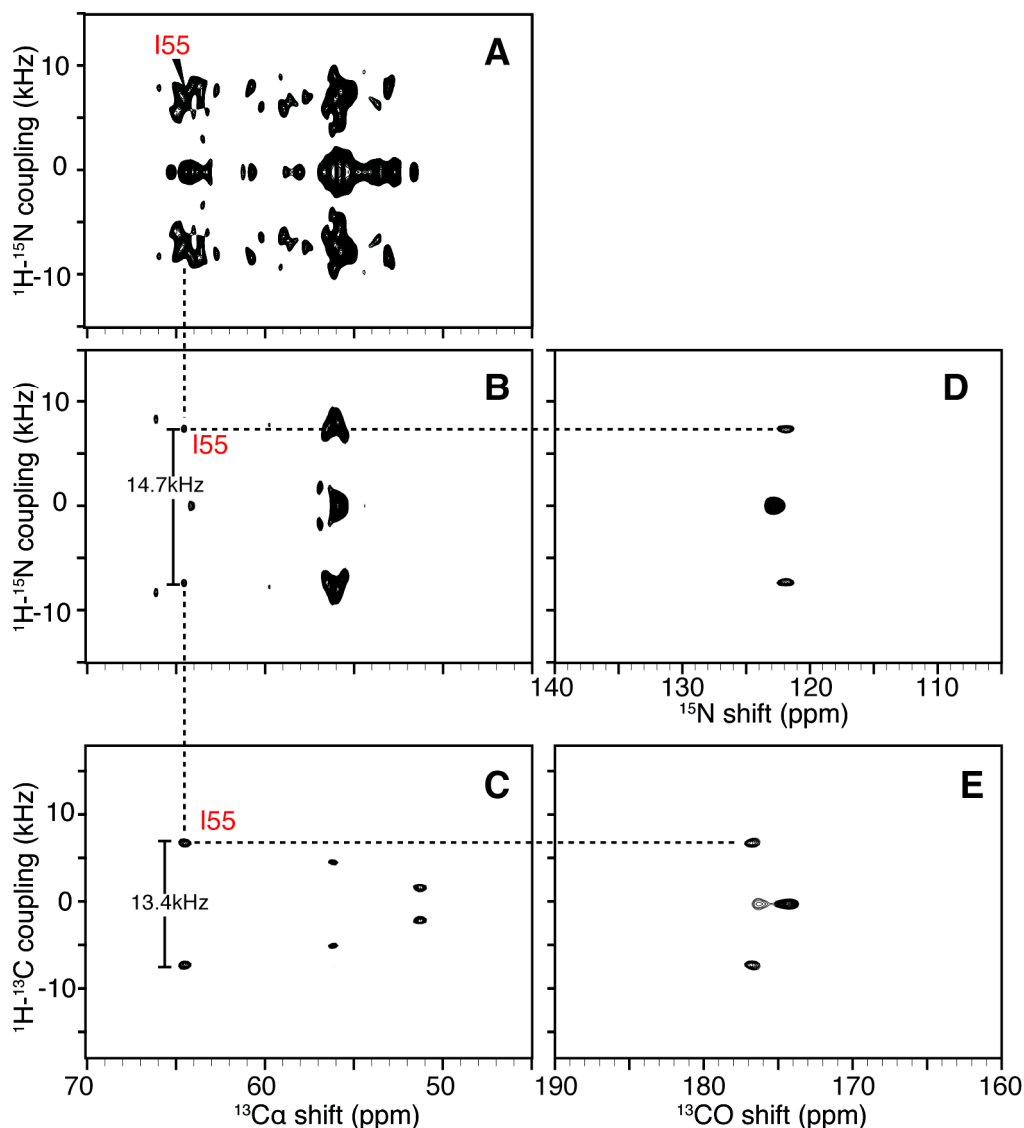 I55
A
¹H-¹⁵N coupling (kHz)
10
0
-10
B
¹H-¹⁵N coupling (kHz)
10
0
-10
I55
14.7kHz
D
140 130 120 110
¹⁵N shift (ppm)
C
¹H-¹³C coupling (kHz)
10
0
-10
I55
13.4kHz
70 60 50
¹³Cα shift (ppm)
E
190 180 170 160
¹³CO shift (ppm)